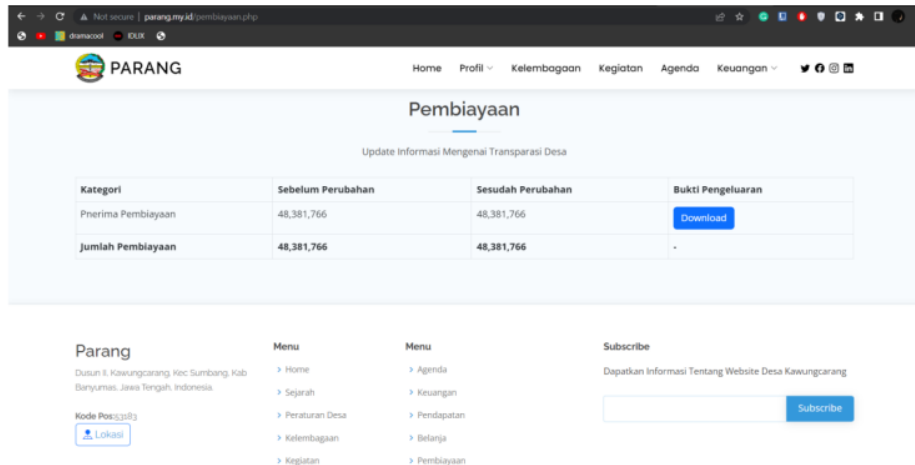 Not secure | parang.my.id/pembiayaan.php
dramacool IDLIX
PARANG
Home Profil Kelembagaan Kegiatan Agenda Keuangan
Pembiayaan
Update Informasi Mengenai Transparasi Desa
Kategori Sebelum Perubahan Sesudah Perubahan Bukti Pengeluaran
Pnerima Pembiayaan 48,381,766 48,381,766 Download
Jumlah Pembiayaan 48,381,766 48,381,766 -
Parang
Dusun II, Kawungcarang, Kec Sumbang, Kab
Banyumas, Jawa Tengah, Indonesia.
Kode Pos:53183
Lokasi
Menu
> Home
> Sejarah
> Peraturan Desa
> Kelembagaan
> Kegiatan
Menu
> Agenda
> Keuangan
> Pendapatan
> Belanja
> Pembiayaan
Subscribe
Dapatkan Informasi Tentang Website Desa Kawungcarang
Subscribe